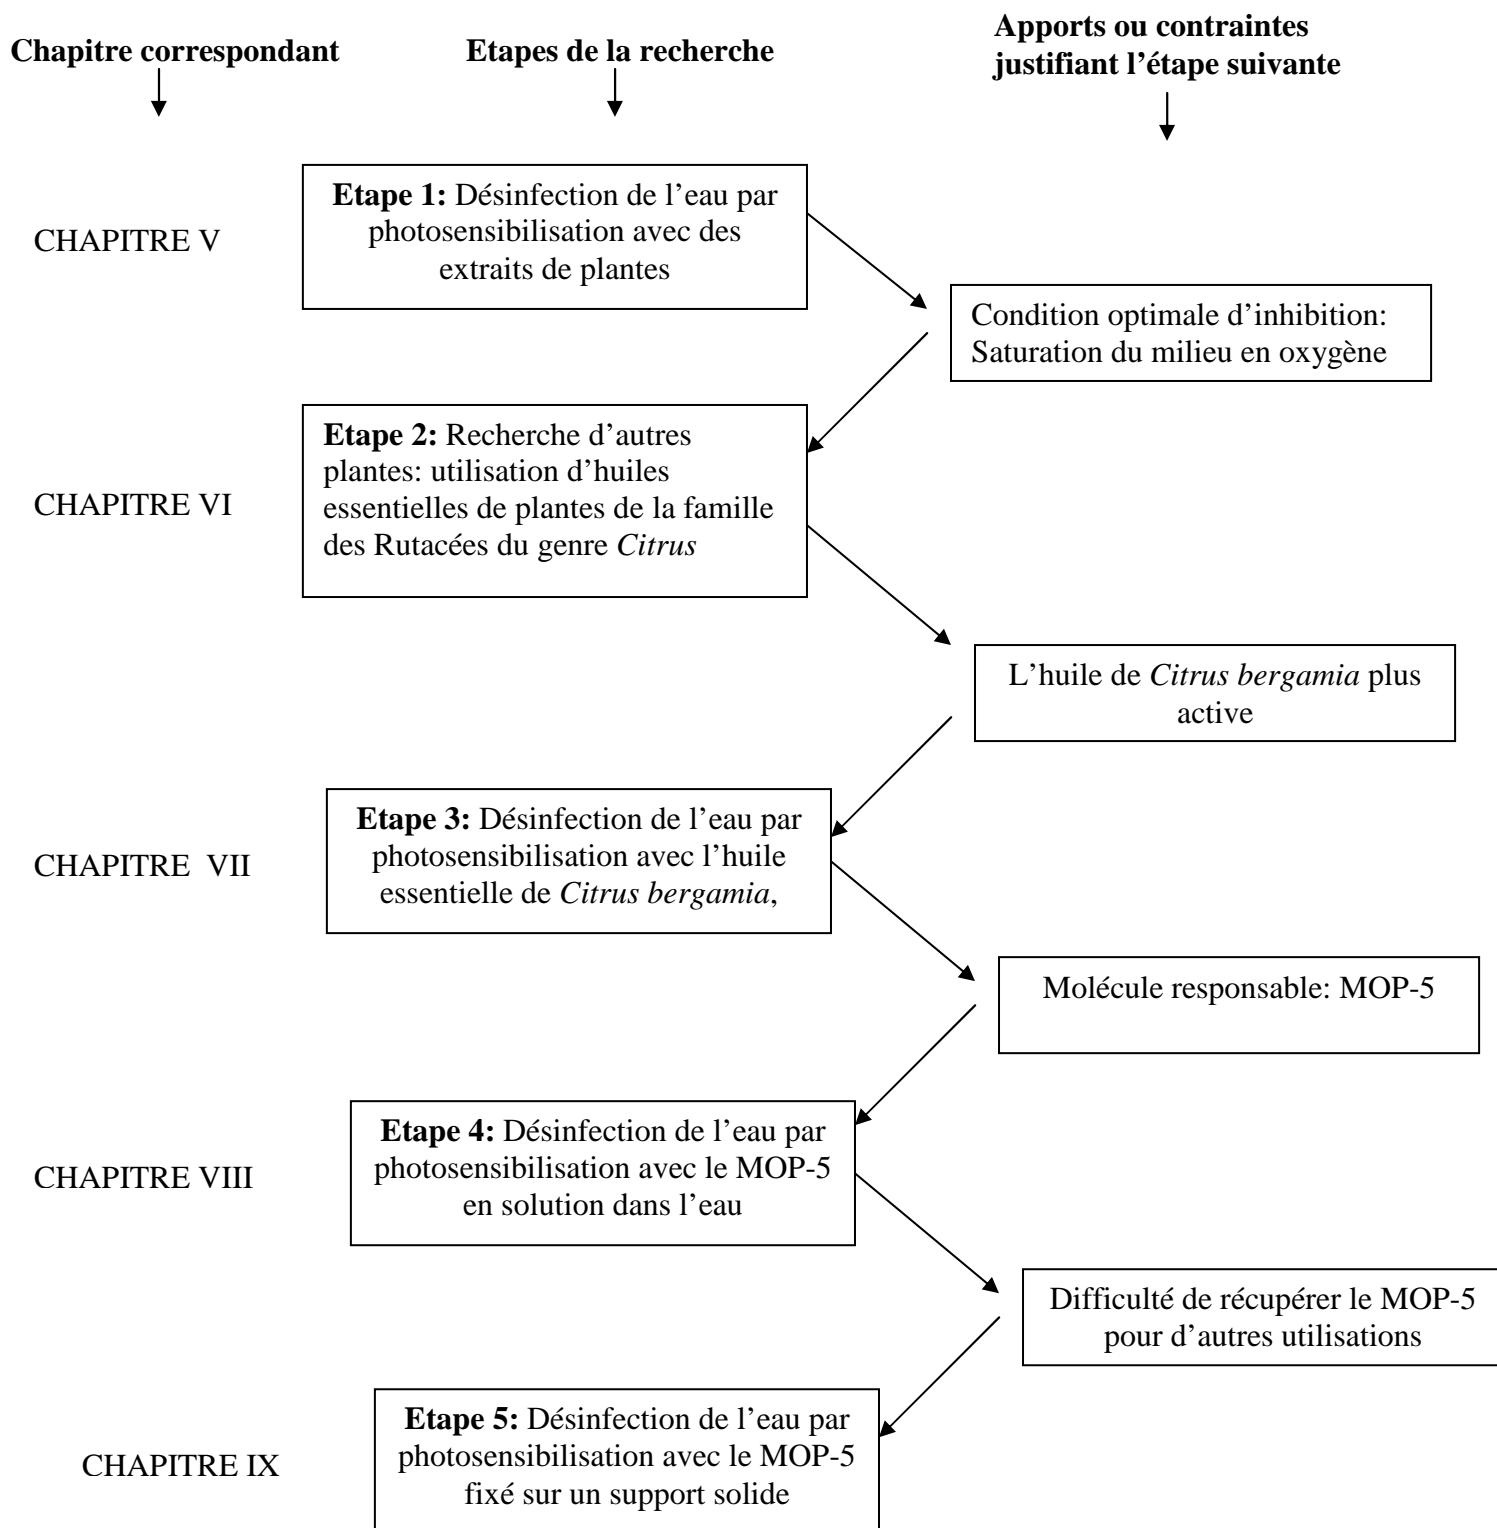 Chapitre correspondant
Etapes de la recherche
Apports ou contraintes
justifiant l’étape suivante
CHAPITRE V
Etape 1: Désinfection de l’eau par
photosensibilisation avec des
extraits de plantes
Condition optimale d’inhibition:
Saturation du milieu en oxygène
CHAPITRE VI
Etape 2: Recherche d’autres
plantes: utilisation d’huiles
essentielles de plantes de la famille
des Rutacées du genre Citrus
L’huile de Citrus bergamia plus
active
CHAPITRE VII
Etape 3: Désinfection de l’eau par
photosensibilisation avec l’huile
essentielle de Citrus bergamia,
Molécule responsable: MOP-5
CHAPITRE VIII
Etape 4: Désinfection de l’eau par
photosensibilisation avec le MOP-5
en solution dans l’eau
Difficulté de récupérer le MOP-5
pour d’autres utilisations
CHAPITRE IX
Etape 5: Désinfection de l’eau par
photosensibilisation avec le MOP-5
fixé sur un support solide